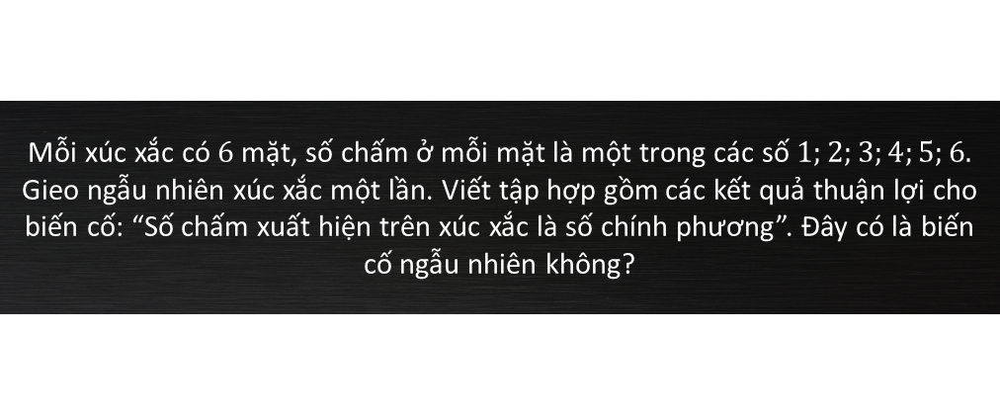 Mỗi xúc xắc có 6 mặt, số chấm ở mỗi mặt là một trong các số 1; 2; 3; 4; 5; 6.
Gieo ngẫu nhiên xúc xắc một lần. Viết tập hợp gồm các kết quả thuận lợi cho
biến cố: “Số chấm xuất hiện trên xúc xắc là số chính phương”. Đây có là biến
cố ngẫu nhiên không?